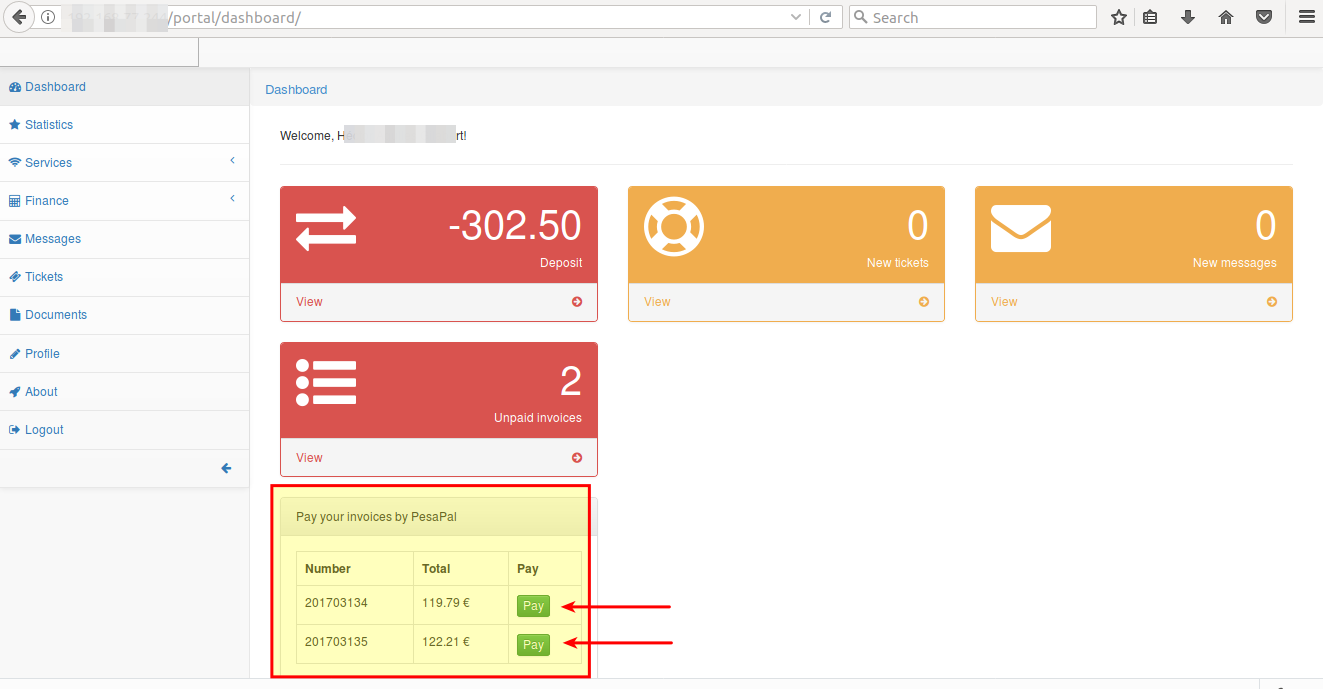 /portal/dashboard/
Search
Dashboard
Statistics
Services
Finance
Messages
Tickets
Documents
Profile
About
Logout
Dashboard
Welcome, H rt!
-302.50
Deposit
View
0
New tickets
View
0
New messages
View
2
Unpaid invoices
View
Pay your invoices by PesaPal
Number Total Pay
201703134 119.79 € Pay
201703135 122.21 € Pay